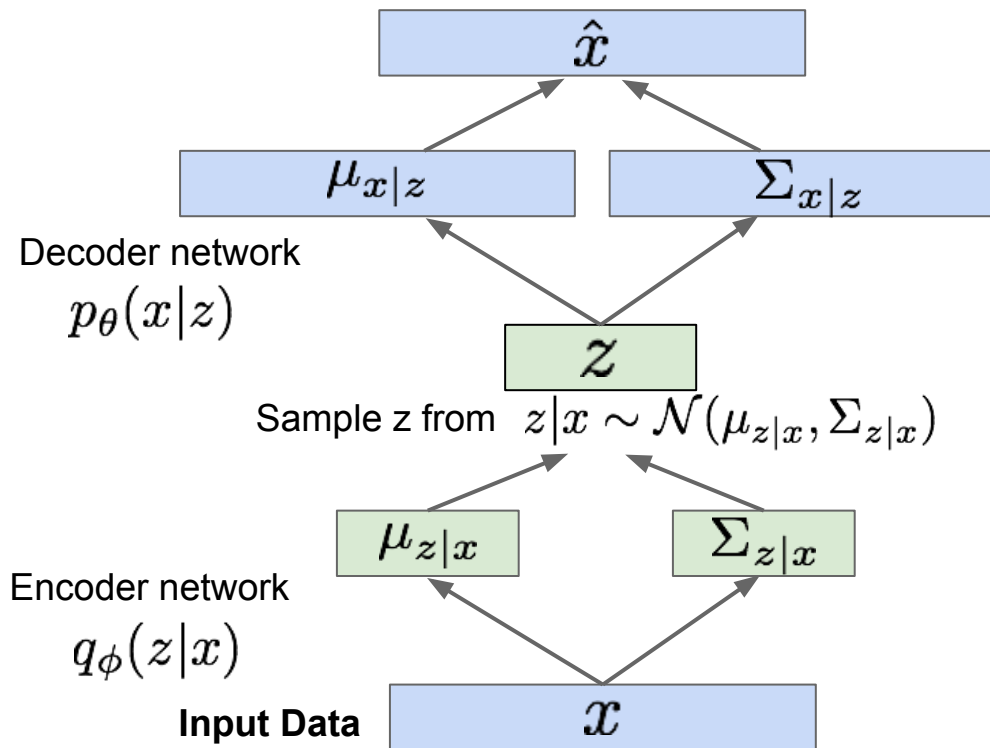 x̂
μ_{x|z} Σ_{x|z}
Decoder network
p_θ(x|z)
z
Sample z from z|x ∼ 𝒩(μ_{z|x}, Σ_{z|x})
μ_{z|x} Σ_{z|x}
Encoder network
q_ϕ(z|x)
Input Data x